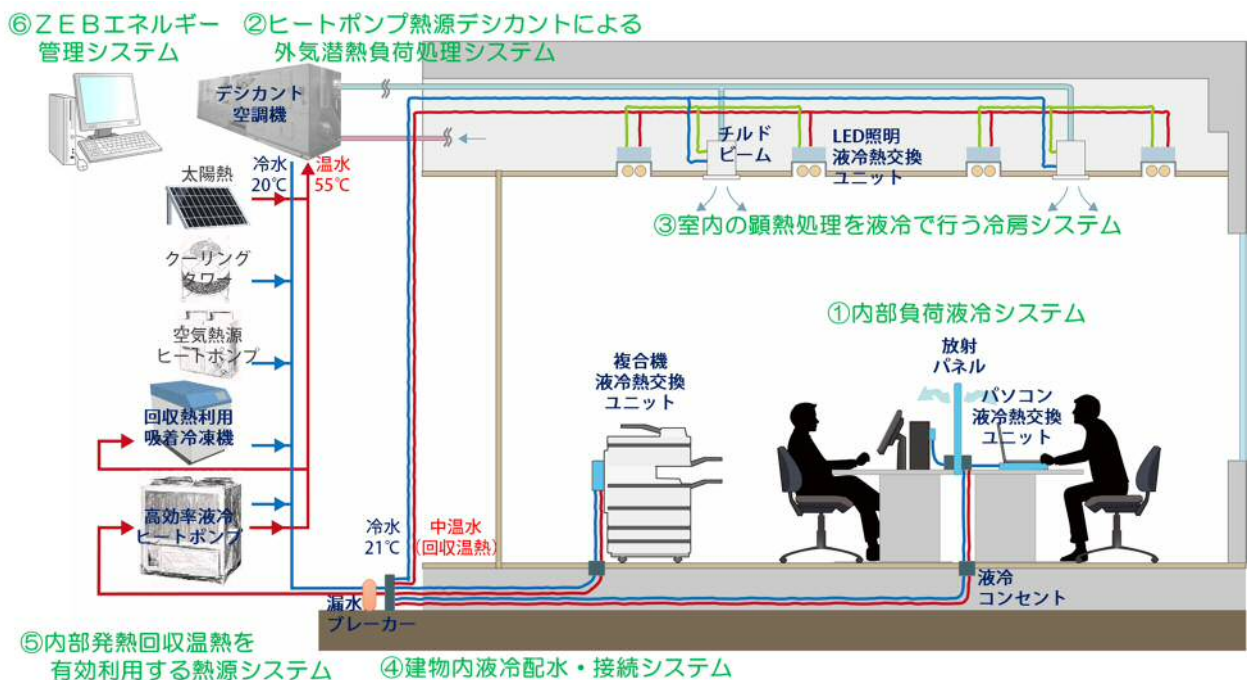 ⑥ＺＥＢエネルギー
管理システム
②ヒートポンプ熱源デシカントによる
外気潜熱負荷処理システム
デシカント
空調機
冷水
20℃
温水
55℃
太陽熱
クーリング
タワー
空気熱源
ヒートポンプ
回収熱利用
吸着冷凍機
高効率液冷
ヒートポンプ
チルド
ビーム
LED照明
液冷熱交換
ユニット
③室内の顕熱処理を液冷で行う冷房システム
①内部負荷液冷システム
放射
パネル
複合機
液冷熱交換
ユニット
パソコン
液冷熱交換
ユニット
冷水
21℃
中温水
(回収温熱)
漏水
ブレーカー
液冷
コンセント
⑤内部発熱回収温熱を
有効利用する熱源システム
④建物内液冷配水・接続システム